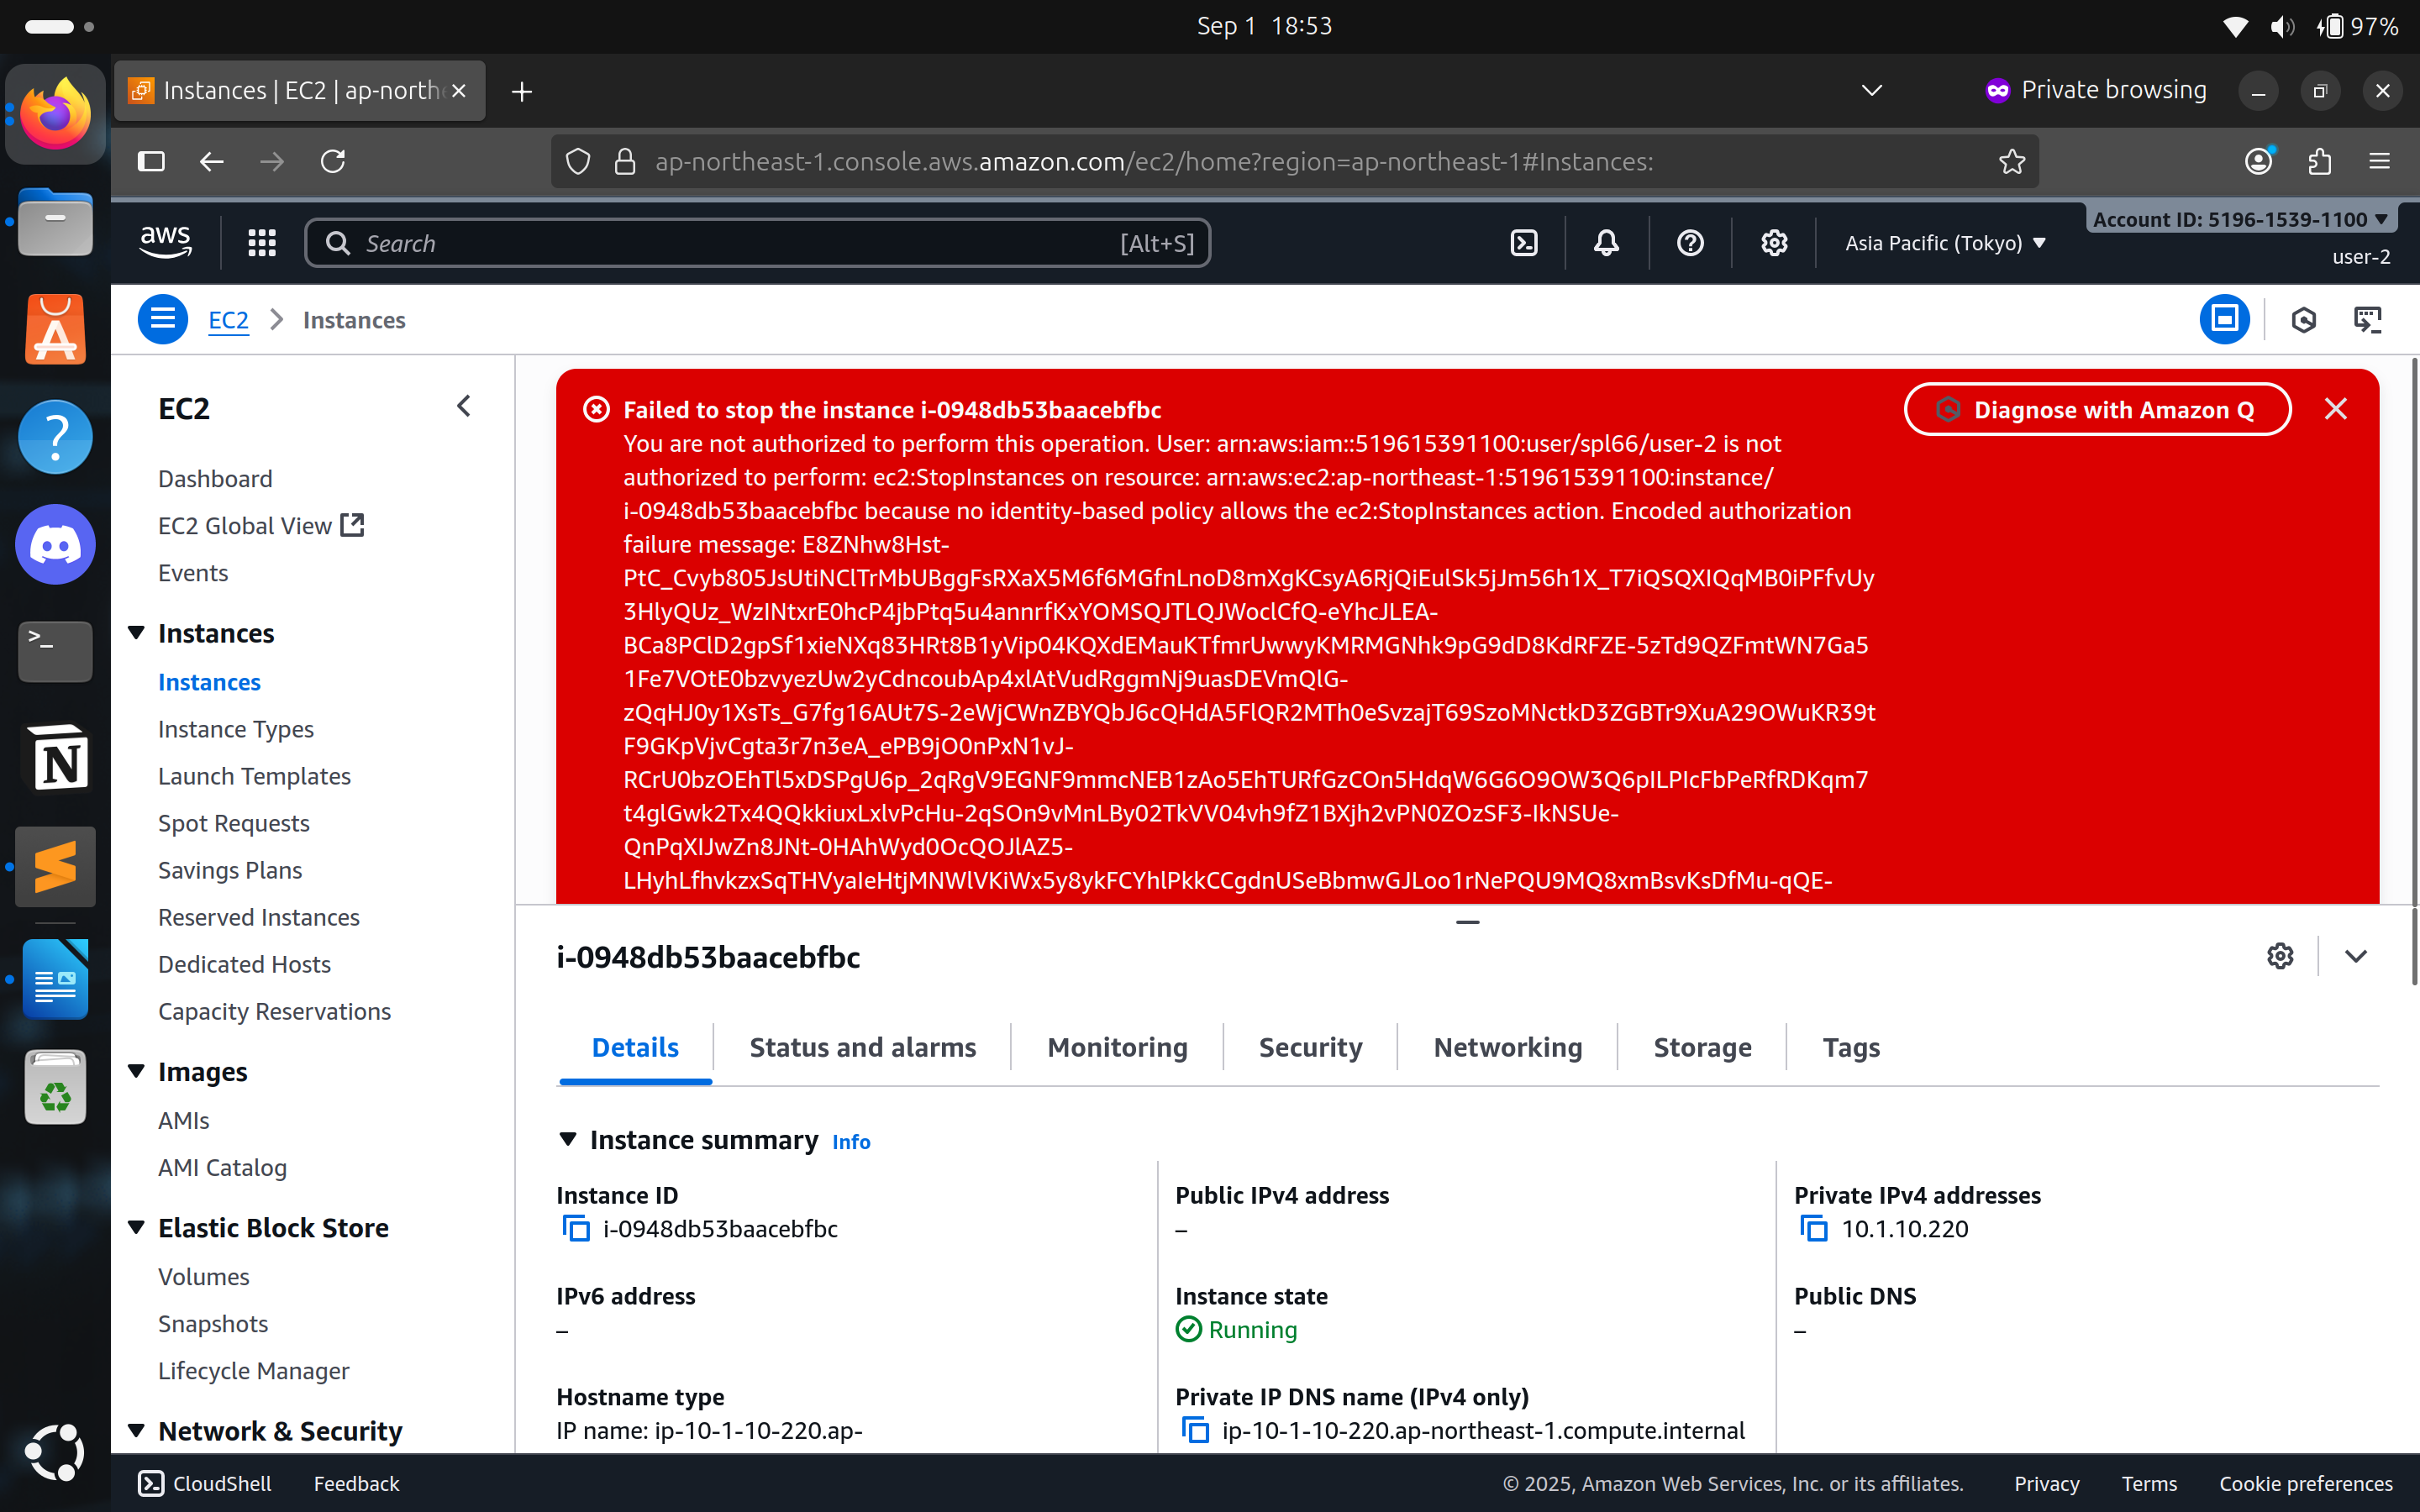 Sep 1 18:53
97%
Instances | EC2 | ap-north
Private browsing
ap-northeast-1.console.aws.amazon.com/ec2/home?region=ap-northeast-1#Instances:
aws
Search
[Alt+S]
Asia Pacific (Tokyo)
Account ID: 5196-1539-1100
user-2
EC2
Instances
EC2
Dashboard
EC2 Global View
Events
Instances
Instances
Instance Types
Launch Templates
Spot Requests
Savings Plans
Reserved Instances
Dedicated Hosts
Capacity Reservations
Images
AMIs
AMI Catalog
Elastic Block Store
Volumes
Snapshots
Lifecycle Manager
Network & Security
Failed to stop the instance i-0948db53baacebfbc
Diagnose with Amazon Q
You are not authorized to perform this operation. User: arn:aws:iam::519615391100:user/spl66/user-2 is not
authorized to perform: ec2:StopInstances on resource: arn:aws:ec2:ap-northeast-1:519615391100:instance/
i-0948db53baacebfbc because no identity-based policy allows the ec2:StopInstances action. Encoded authorization
failure message: E8ZNhw8Hst-
PtC_Cvyb805JsUtiNClTrMbUBggFsRXaX5M6f6MGfnLnoD8mXgKCsyA6RjQiEulSk5jJm56h1X_T7iQSQXIQqMB0iPFfvUy
3HlyQUz_WzINtxrE0hcP4jbPtq5u4annrfKxYOMSQJTLQJWoclCfQ-eYhcJLEA-
BCa8PClD2gpSf1xieNXq83HRt8B1yVip04KQXdEMauKTfmrUwwyKMRMGNhk9pG9dD8KdRFZE-5zTd9QZFmtWN7Ga5
1Fe7VOtE0bzvyezUw2yCdncoubAp4xlAtVudRggmNj9uasDEVmQlG-
zQqHJ0y1XsTs_G7fg16AUt7S-2eWjCWnZBYQbJ6cQHdA5FlQR2MTh0eSvzajT69SzoMNctkD3ZGBTr9XuA29OWuKR39t
F9GKpVjvCgta3r7n3eA_ePB9jO0nPxN1vJ-
RCrU0bzOEhTl5xDSPgU6p_2qRgV9EGNF9mmcNEB1zAo5EhTURfGzCOn5HdqW6G6O9OW3Q6pILPIcFbPeRfRDKqm7
t4glGwk2Tx4QQkkiuxLxlvPcHu-2qSOn9vMnLBy02TkVV04vh9fZ1BXjh2vPN0ZOzSF3-IkNSUe-
QnPqXIJwZn8JNt-0HAhWyd0OcQOJlAZ5-
LHyhLfhvkzxSqTHVyaIeHtjMNWlVKiWx5y8ykFCYhlPkkCCgdnUSeBbmwGJLoo1rNePQU9MQ8xmBsvKsDfMu-qQE-
i-0948db53baacebfbc
Details
Status and alarms
Monitoring
Security
Networking
Storage
Tags
Instance summary Info
Instance ID
i-0948db53baacebfbc
Public IPv4 address
–
Private IPv4 addresses
10.1.10.220
IPv6 address
–
Instance state
Running
Public DNS
–
Hostname type
IP name: ip-10-1-10-220.ap-
Private IP DNS name (IPv4 only)
ip-10-1-10-220.ap-northeast-1.compute.internal
CloudShell
Feedback
© 2025, Amazon Web Services, Inc. or its affiliates.
Privacy
Terms
Cookie preferences